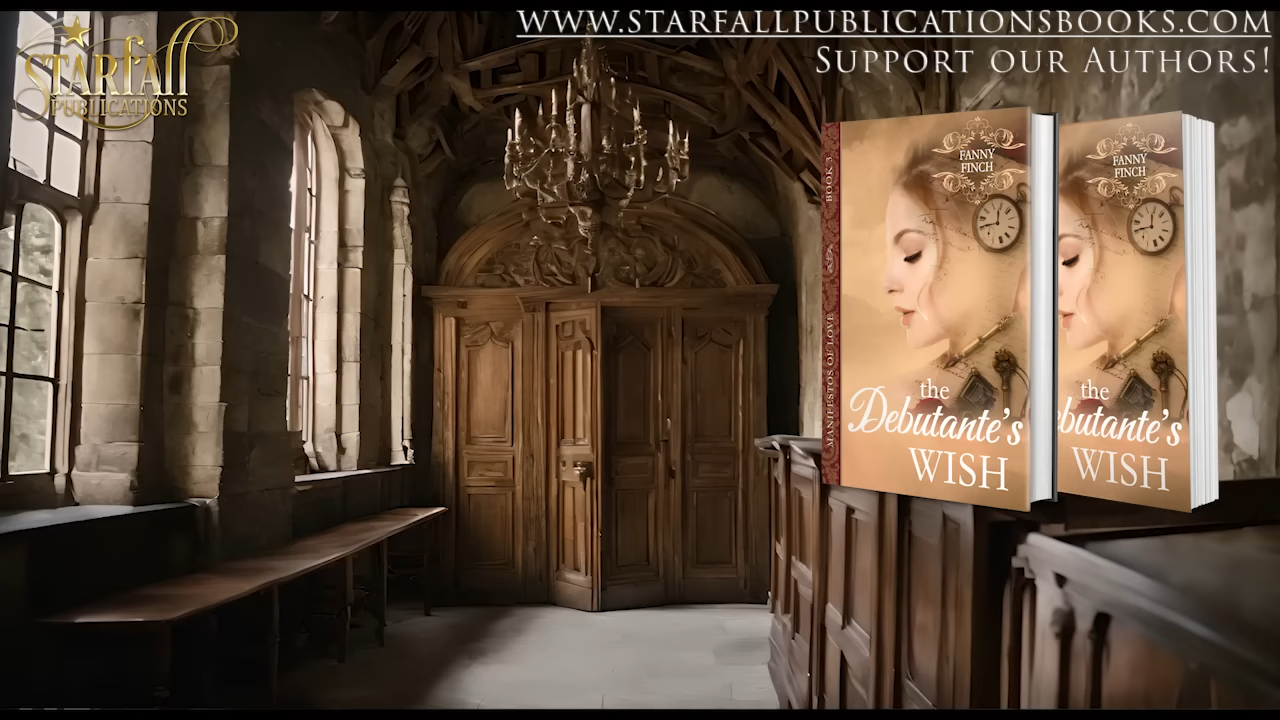 STARfall
PUBLICATIONS
WWW.STARFALLPUBLICATIONSBOOKS.COM
SUPPORT OUR AUTHORS!
MANIFESTOS OF LOVE
BOOK 3
FANNY
FINCH
the
Debutante's
WISH
FANNY
FINCH
the
ebutante's
WISH